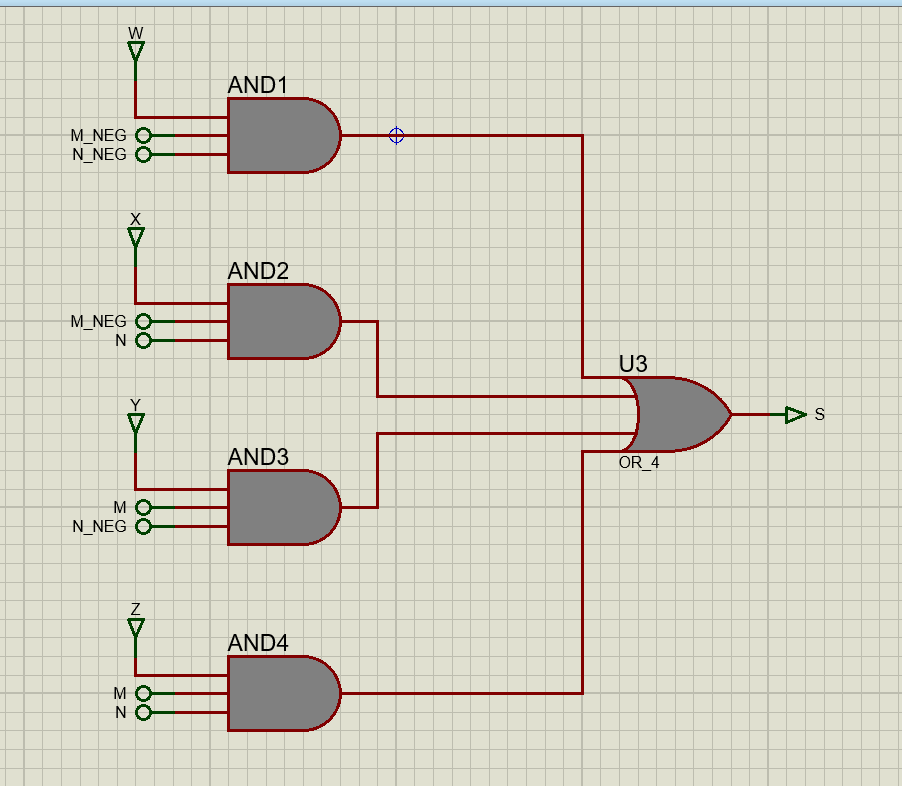 W
AND1
M_NEG
N_NEG
X
AND2
M_NEG
N
U3
Y
S
AND3
OR_4
M
N_NEG
Z
AND4
M
N